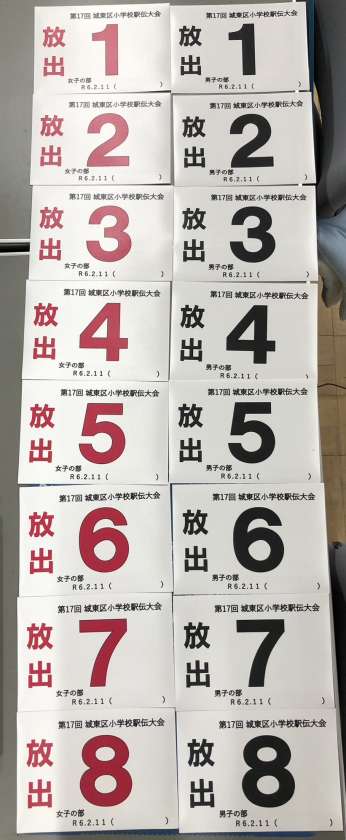 第17回 城東区小学校駅伝大会
放出 1
女子の部
R6.2.11 ( )
第17回 城東区小学校駅伝大会
放出 1
男子の部
R6.2.11 ( )
第17回 城東区小学校駅伝大会
放出 2
女子の部
R6.2.11 ( )
第17回 城東区小学校駅伝大会
放出 2
男子の部
R6.2.11 ( )
第17回 城東区小学校駅伝大会
放出 3
女子の部
R6.2.11 ( )
第17回 城東区小学校駅伝大会
放出 3
男子の部
R6.2.11 ( )
第17回 城東区小学校駅伝大会
放出 4
女子の部
R6.2.11 ( )
第17回 城東区小学校駅伝大会
放出 4
男子の部
R6.2.11 ( )
第17回 城東区小学校駅伝大会
放出 5
女子の部
R6.2.11 ( )
第17回 城東区小学校駅伝大会
放出 5
男子の部
R6.2.11 ( )
第17回 城東区小学校駅伝大会
放出 6
女子の部
R6.2.11 ( )
第17回 城東区小学校駅伝大会
放出 6
男子の部
R6.2.11 ( )
第17回 城東区小学校駅伝大会
放出 7
女子の部
R6.2.11 ( )
第17回 城東区小学校駅伝大会
放出 7
男子の部
R6.2.11 ( )
第17回 城東区小学校駅伝大会
放出 8
女子の部
R6.2.11 ( )
第17回 城東区小学校駅伝大会
放出 8
男子の部
R6.2.11 ( )